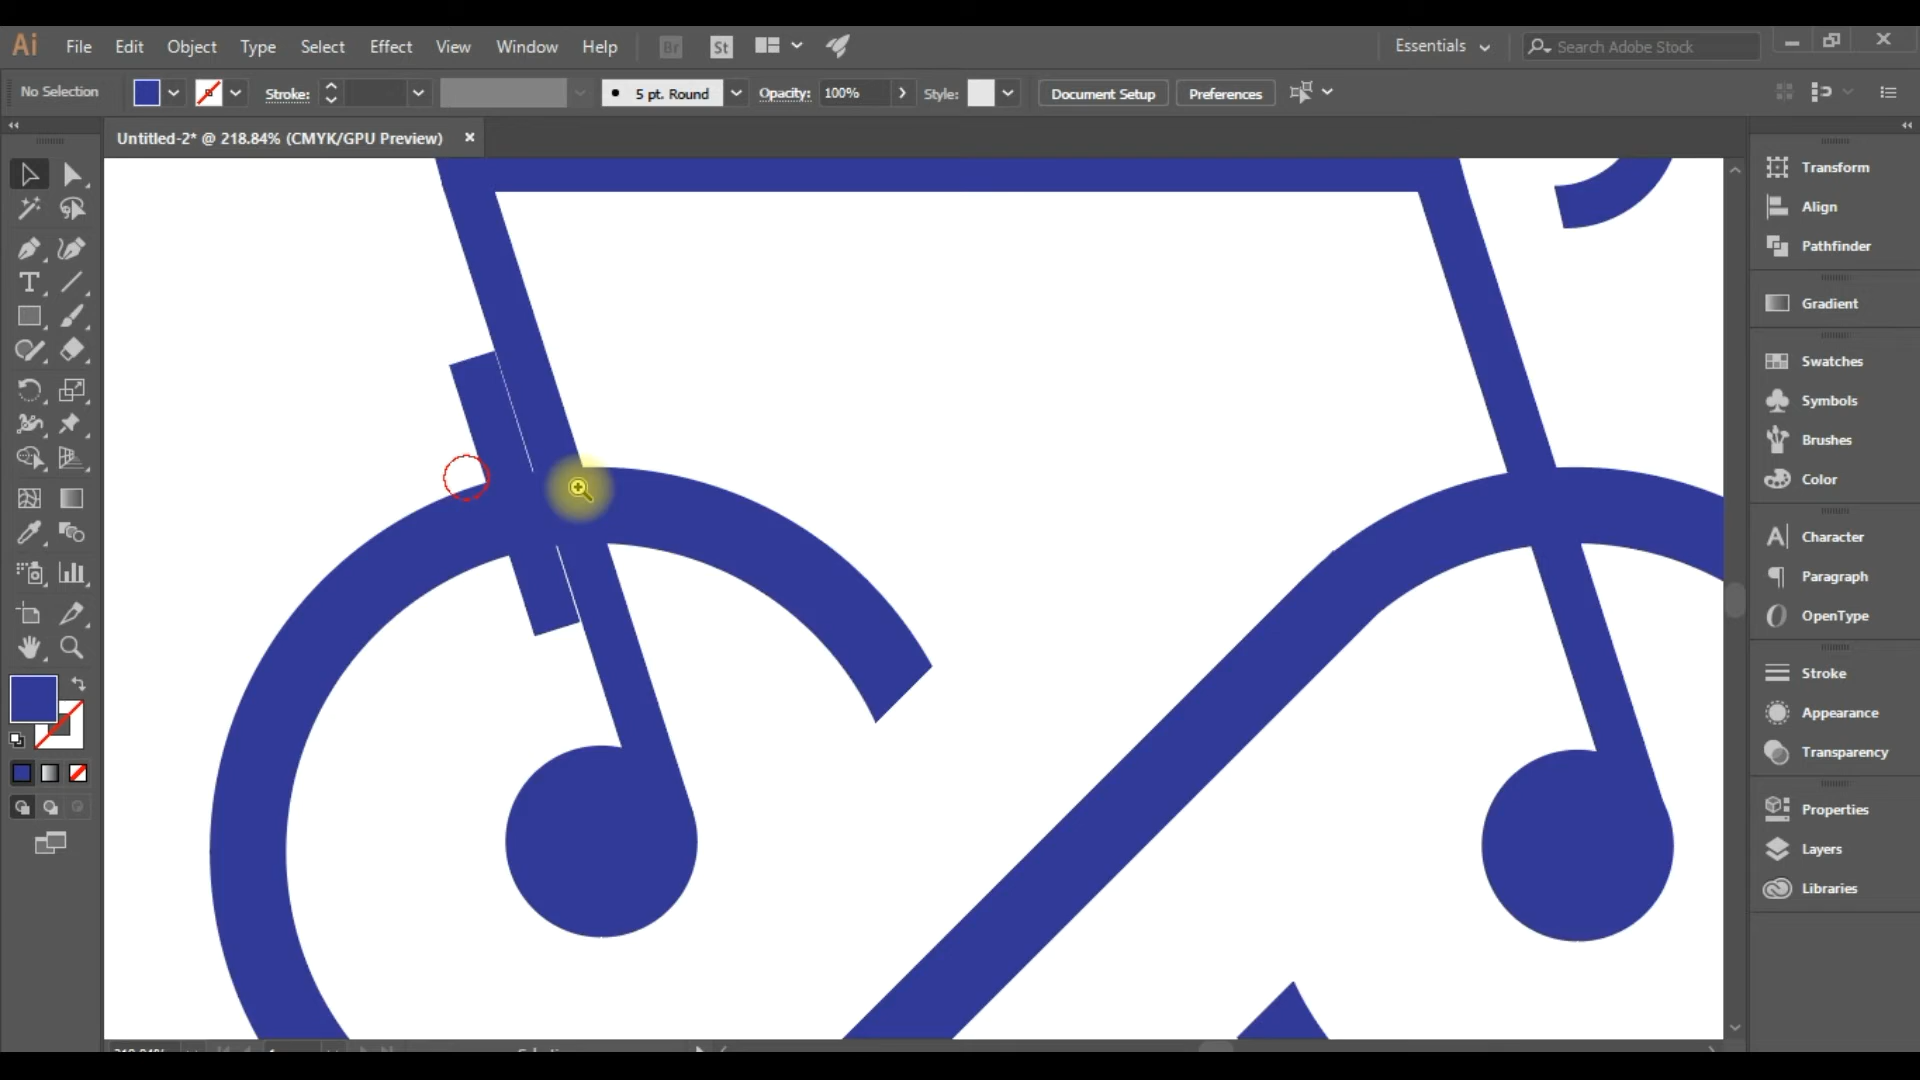 Ai File Edit Object Type Select Effect View Window Help Br St Essentials Search Adobe Stock
No Selection Stroke: 5 pt. Round Opacity: 100% Style: Document Setup Preferences
Untitled-2* @ 218.84% (CMYK/GPU Preview)
Transform
Align
Pathfinder
Gradient
Swatches
Symbols
Brushes
Color
Character
Paragraph
OpenType
Stroke
Appearance
Transparency
Properties
Layers
Libraries